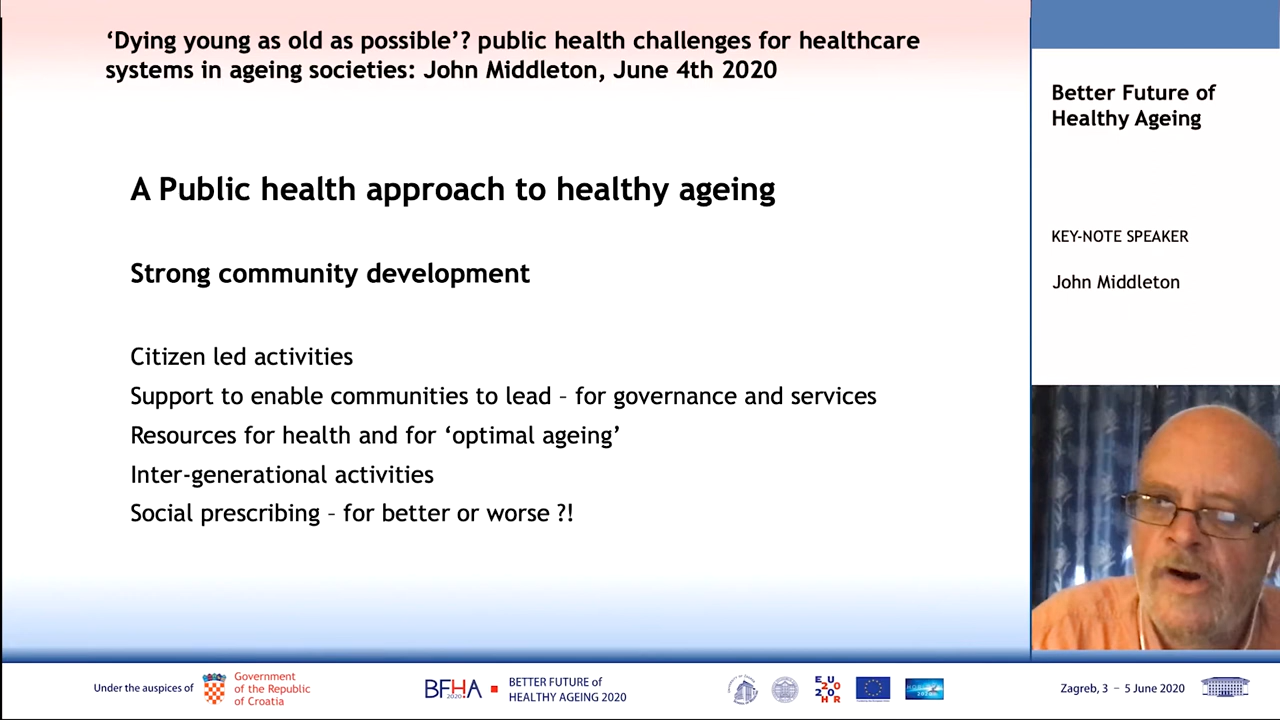 ‘Dying young as old as possible’? public health challenges for healthcare
systems in ageing societies: John Middleton, June 4th 2020
Better Future of
Healthy Ageing
A Public health approach to healthy ageing
KEY-NOTE SPEAKER
Strong community development
John Middleton
Citizen led activities
Support to enable communities to lead – for governance and services
Resources for health and for ‘optimal ageing’
Inter-generational activities
Social prescribing – for better or worse ?!
Under the auspices of
Government
of the Republic
of Croatia
BFHA
2020
BETTER FUTURE of
HEALTHY AGEING 2020
EU
20
20
HR
Zagreb, 3 – 5 June 2020